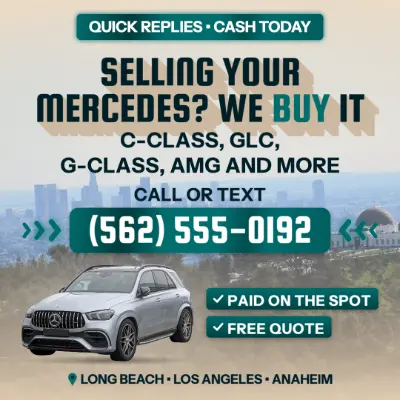 QUICK REPLIES • CASH TODAY
SELLING YOUR
MERCEDES? WE BUY IT
C-CLASS, GLC,
G-CLASS, AMG AND MORE
CALL OR TEXT
(562) 555-0192
PAID ON THE SPOT
FREE QUOTE
LONG BEACH • LOS ANGELES • ANAHEIM